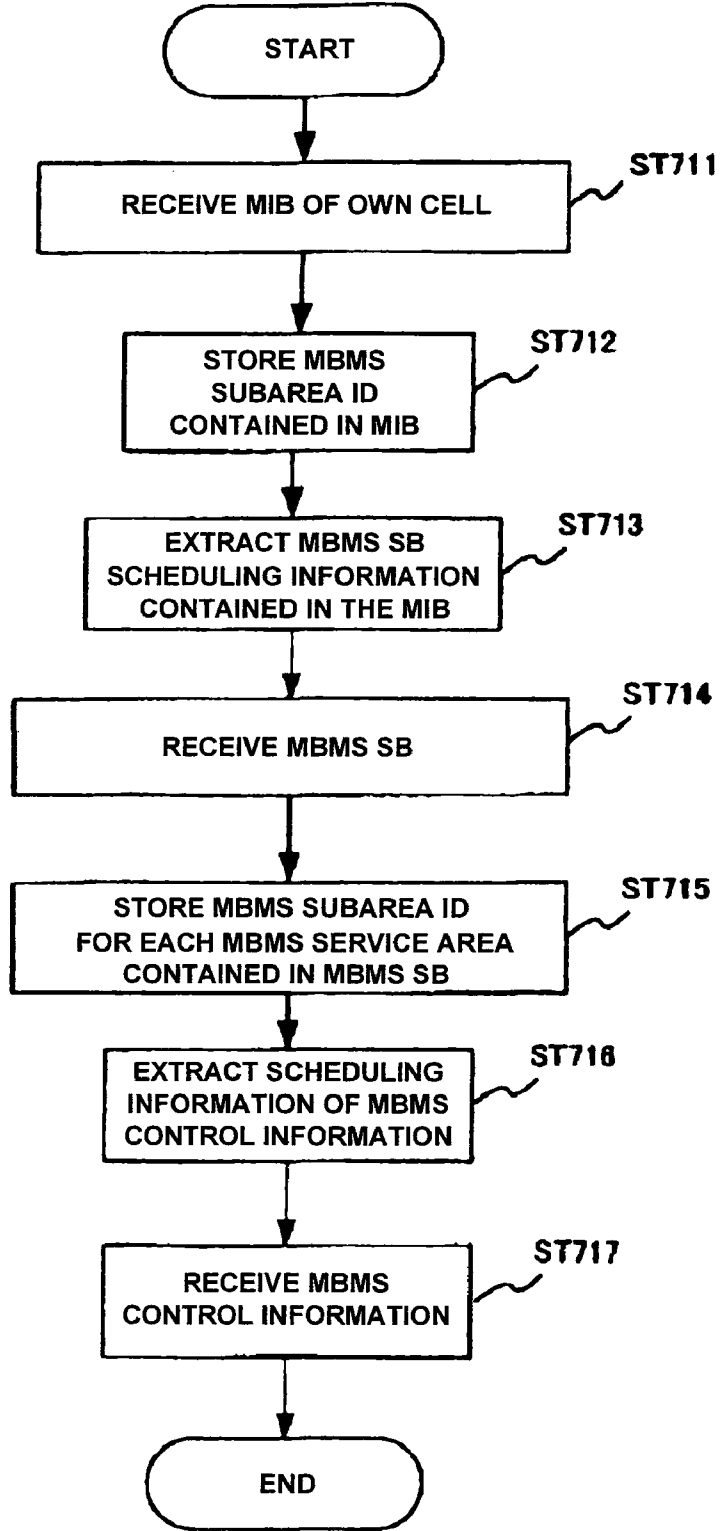 START
ST711
RECEIVE MIB OF OWN CELL
ST712
STORE MBMS
SUBAREA ID
CONTAINED IN MIB
ST713
EXTRACT MBMS SB
SCHEDULING INFORMATION
CONTAINED IN THE MIB
ST714
RECEIVE MBMS SB
ST715
STORE MBMS SUBAREA ID
FOR EACH MBMS SERVICE AREA
CONTAINED IN MBMS SB
ST716
EXTRACT SCHEDULING
INFORMATION OF MBMS
CONTROL INFORMATION
ST717
RECEIVE MBMS
CONTROL INFORMATION
END